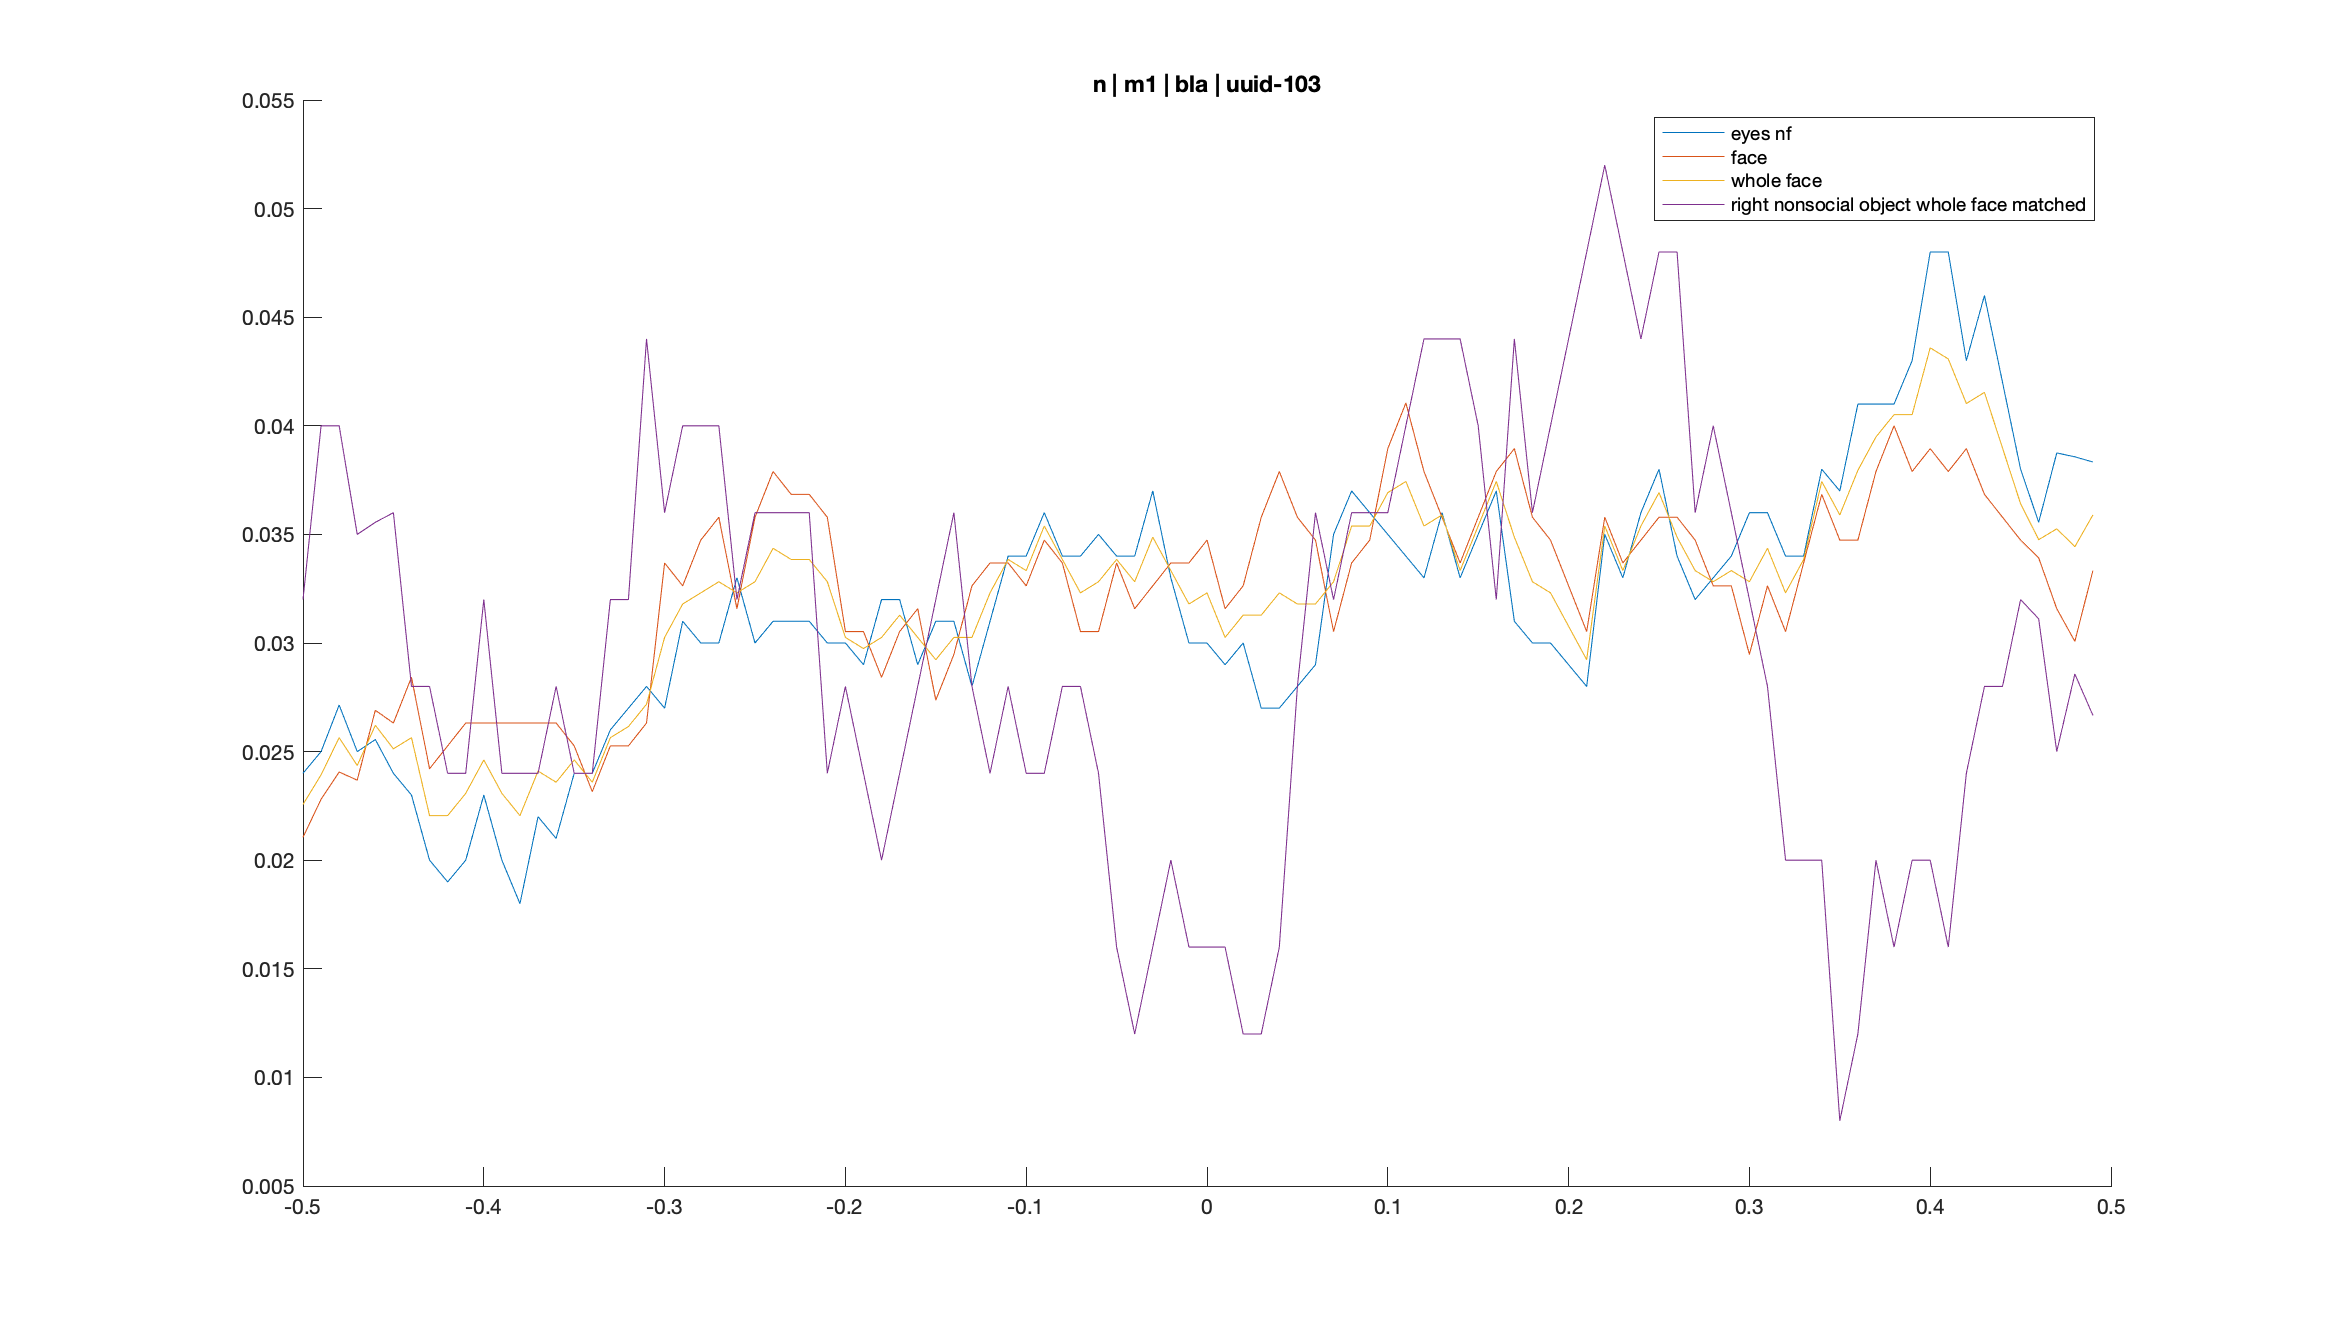 n | m1 | bla | uuid-103
eyes nf
face
whole face
right nonsocial object whole face matched
0.055
0.05
0.045
0.04
0.035
0.03
0.025
0.02
0.015
0.01
0.005
-0.5 -0.4 -0.3 -0.2 -0.1 0 0.1 0.2 0.3 0.4 0.5